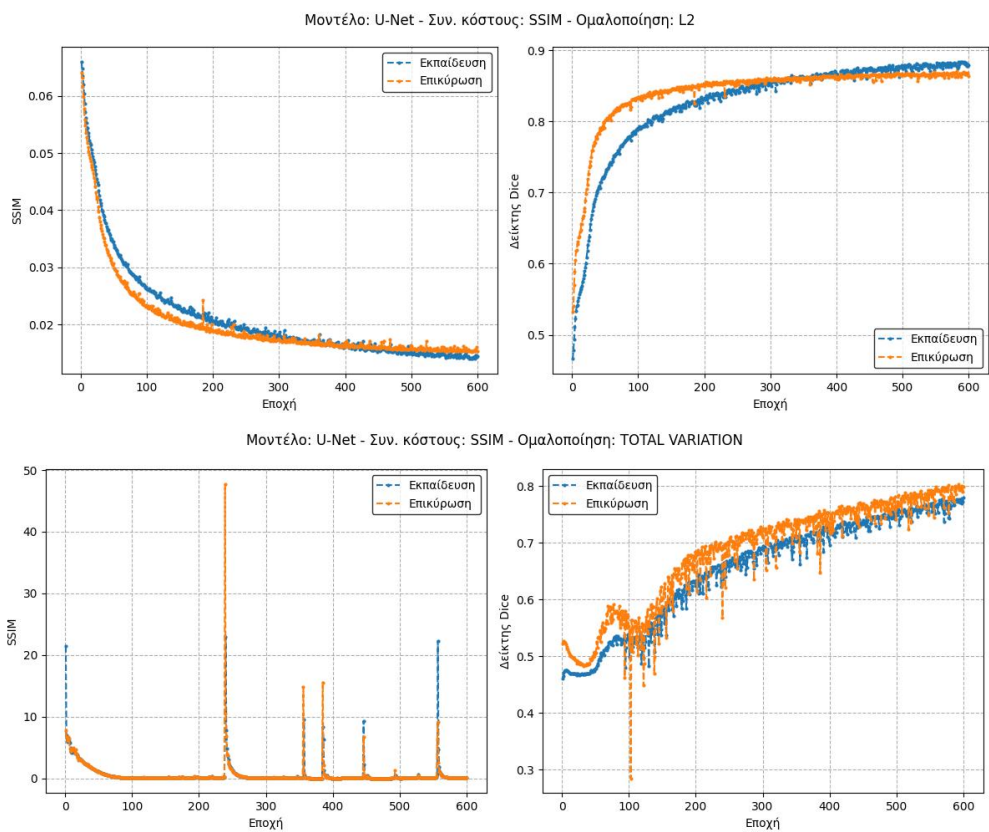 Μοντέλο: U-Net - Συν. κόστους: SSIM - Ομαλοποίηση: L2
Εκπαίδευση
Επικύρωση
0.06
0.05
0.04
0.03
0.02
SSIM
0 100 200 300 400 500 600
Εποχή
0.9
0.8
0.7
0.6
0.5
Δείκτης Dice
Εκπαίδευση
Επικύρωση
0 100 200 300 400 500 600
Εποχή
Μοντέλο: U-Net - Συν. κόστους: SSIM - Ομαλοποίηση: TOTAL VARIATION
50
40
30
20
10
0
SSIM
Εκπαίδευση
Επικύρωση
0 100 200 300 400 500 600
Εποχή
Εκπαίδευση
Επικύρωση
0.8
0.7
0.6
0.5
0.4
0.3
Δείκτης Dice
0 100 200 300 400 500 600
Εποχή